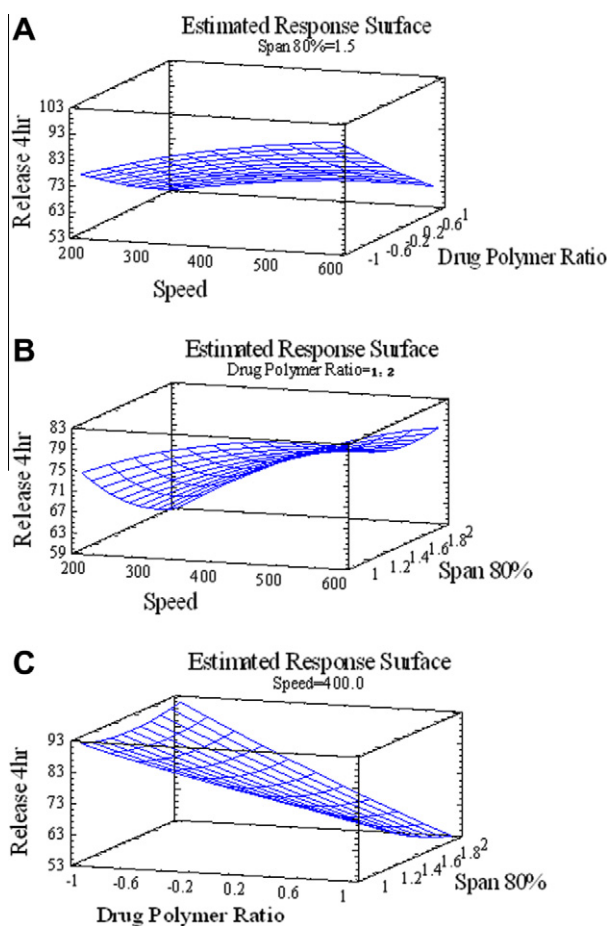 A
Estimated Response Surface
Span 80%=1.5
103
93
83
73
63
53
Release 4hr
200 300 400 500 600
Speed
-1 -0.6 -0.2 0.2 0.6 1
Drug Polymer Ratio
B
Estimated Response Surface
Drug Polymer Ratio=1:2
83
79
75
71
67
63
59
Release 4hr
200 300 400 500 600
Speed
1 1.2 1.4 1.6 1.8 2
Span 80%
C
Estimated Response Surface
Speed=400.0
93
83
73
63
53
Release 4hr
-1 -0.6 -0.2 0.2 0.6 1
Drug Polymer Ratio
1 1.2 1.4 1.6 1.8 2
Span 80%